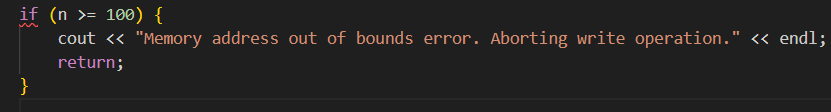 if (n >= 100) {
    cout << "Memory address out of bounds error. Aborting write operation." << endl;
    return;
}